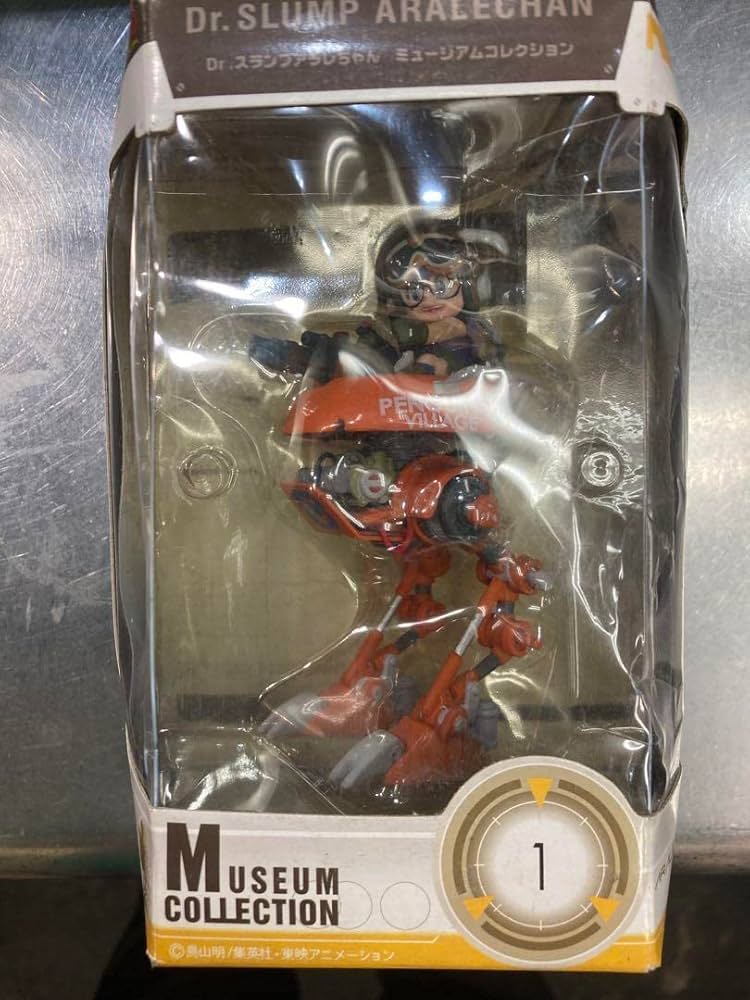 Dr. SLUMP ARALECHAN
Dr.スランプアラレちゃん ミュージアムコレクション
VILLAGE
MUSEUM
COLLECTION
1
©鳥山明/集英社・東映アニメーション